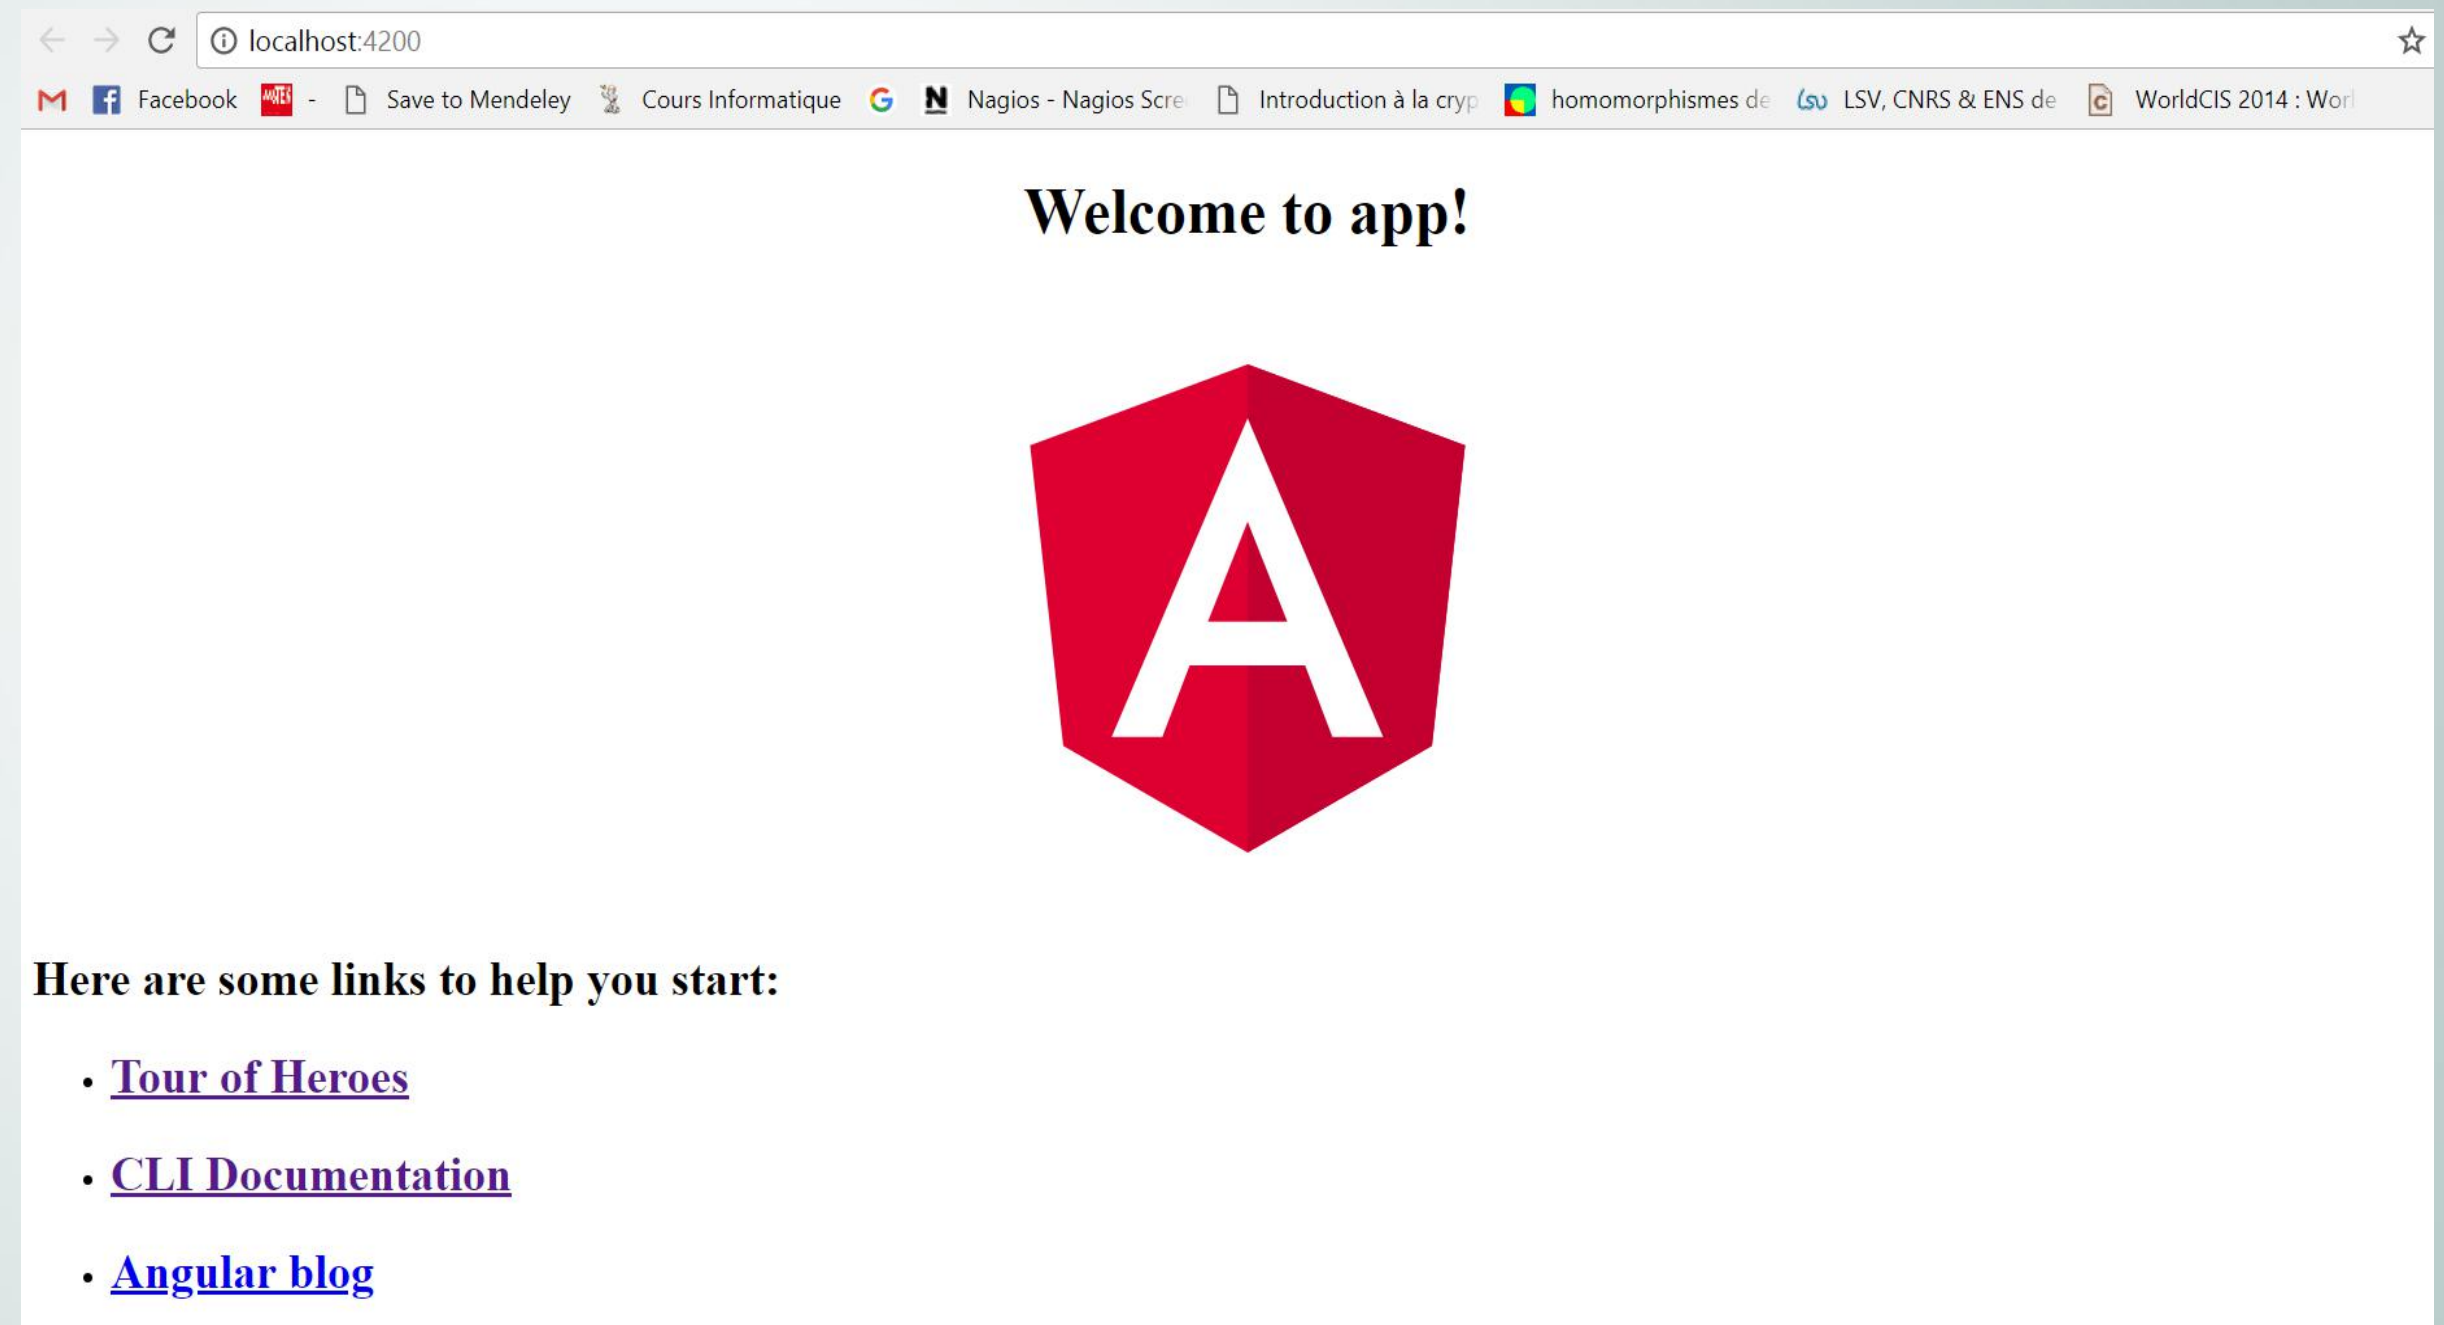 localhost:4200
Facebook - Save to Mendeley Cours Informatique G N Nagios - Nagios Scre Introduction à la cryp homomorphismes de LSV, CNRS & ENS de WorldCIS 2014 : Worl
Welcome to app!
A
Here are some links to help you start:
Tour of Heroes
CLI Documentation
Angular blog